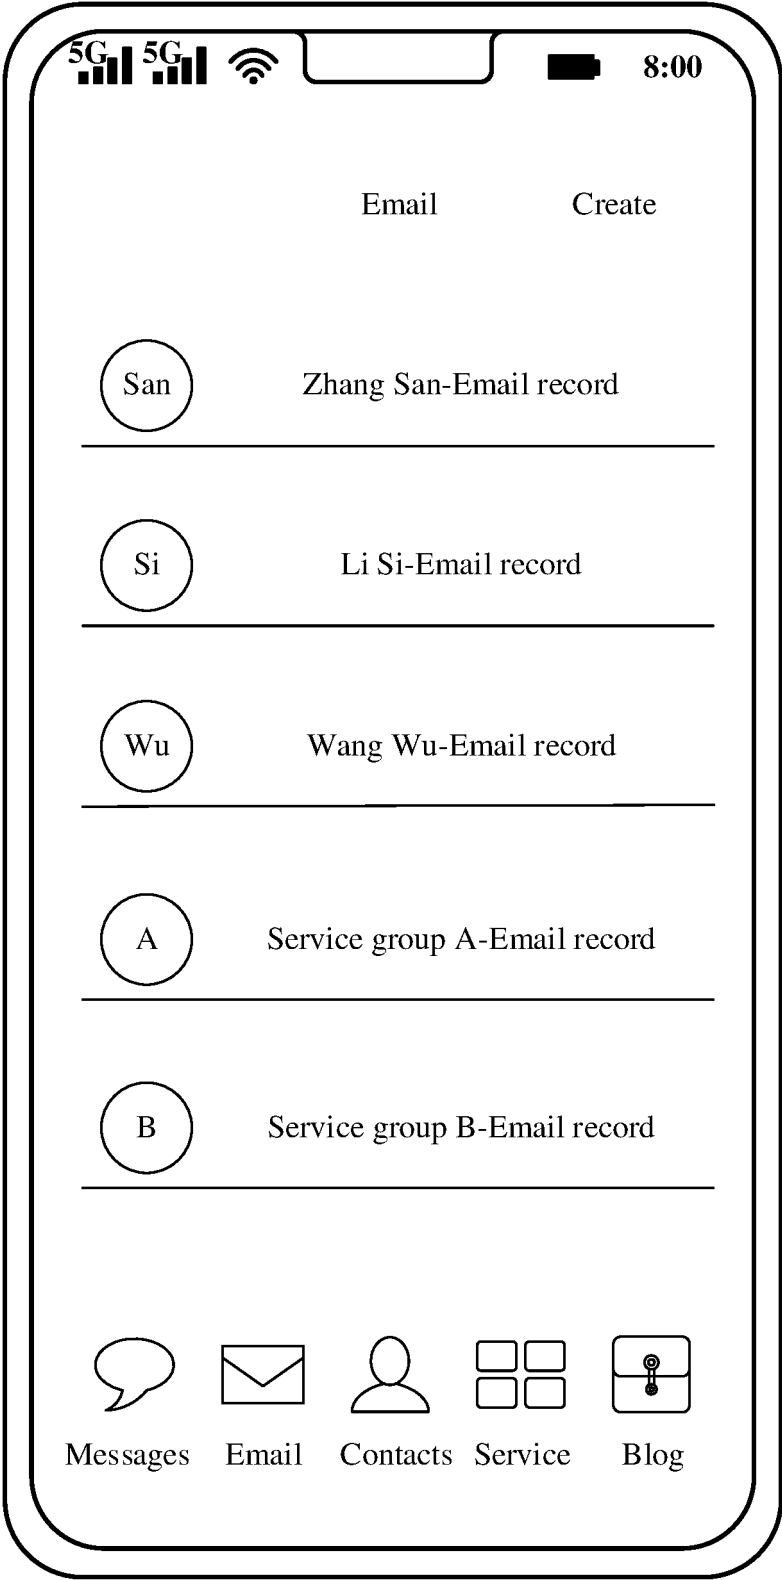 5G 5G 8:00
Email Create
San Zhang San-Email record
Si Li Si-Email record
Wu Wang Wu-Email record
A Service group A-Email record
B Service group B-Email record
Messages Email Contacts Service Blog